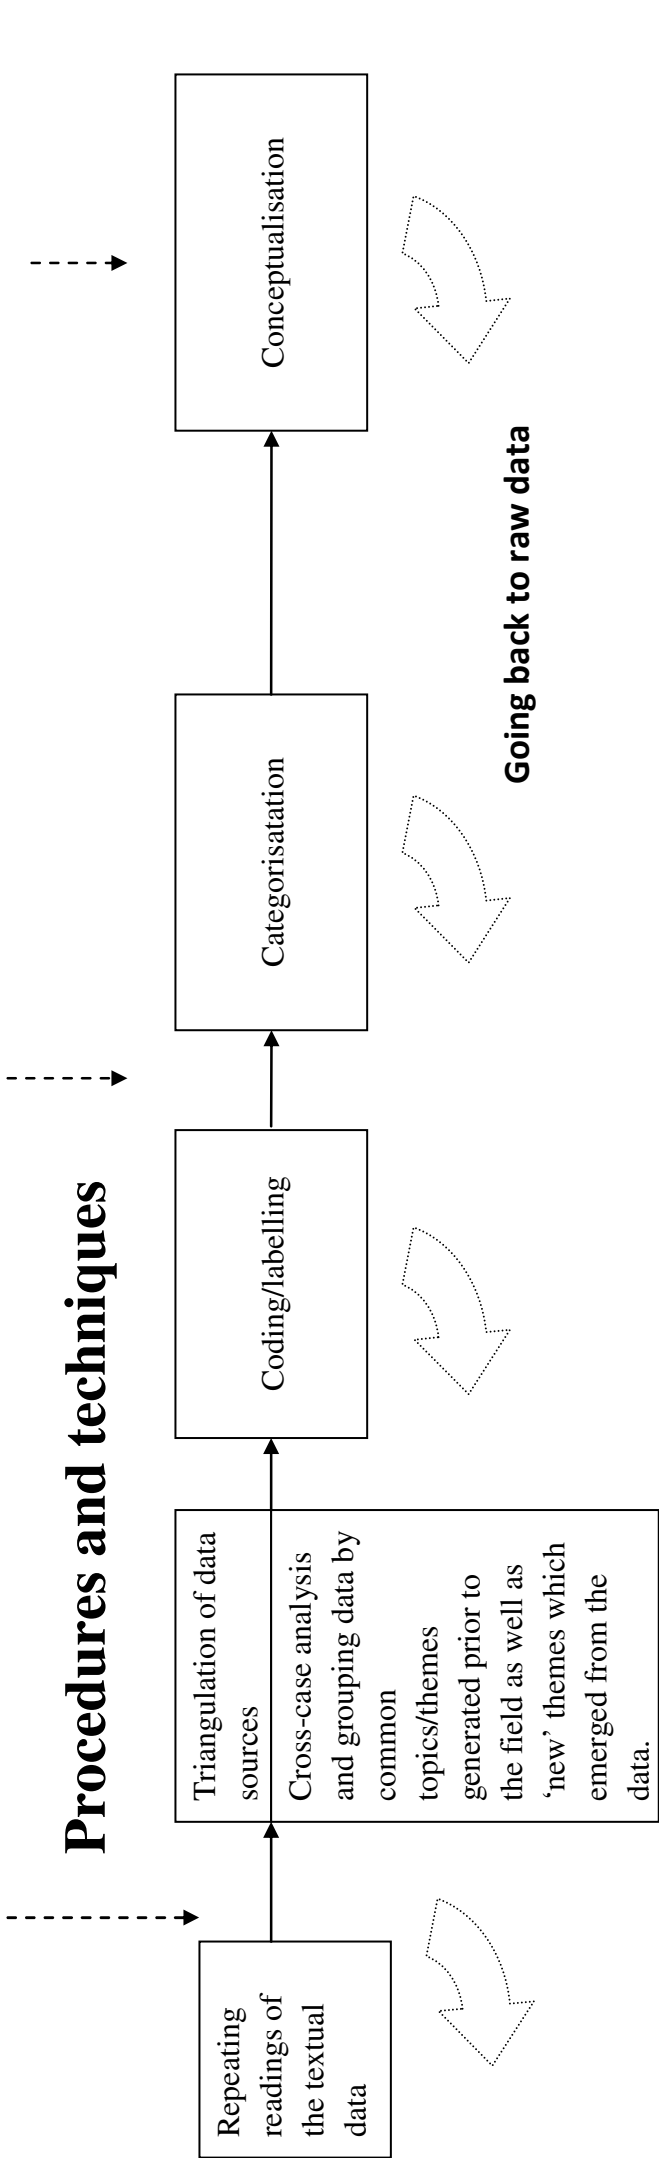 Procedures and techniques
Repeating
readings of
the textual
data
Triangulation of data
sources
Cross-case analysis
and grouping data by
common
topics/themes
generated prior to
the field as well as
‘new’ themes which
emerged from the
data.
Coding/labelling
Categorisatation
Conceptualisation
Going back to raw data